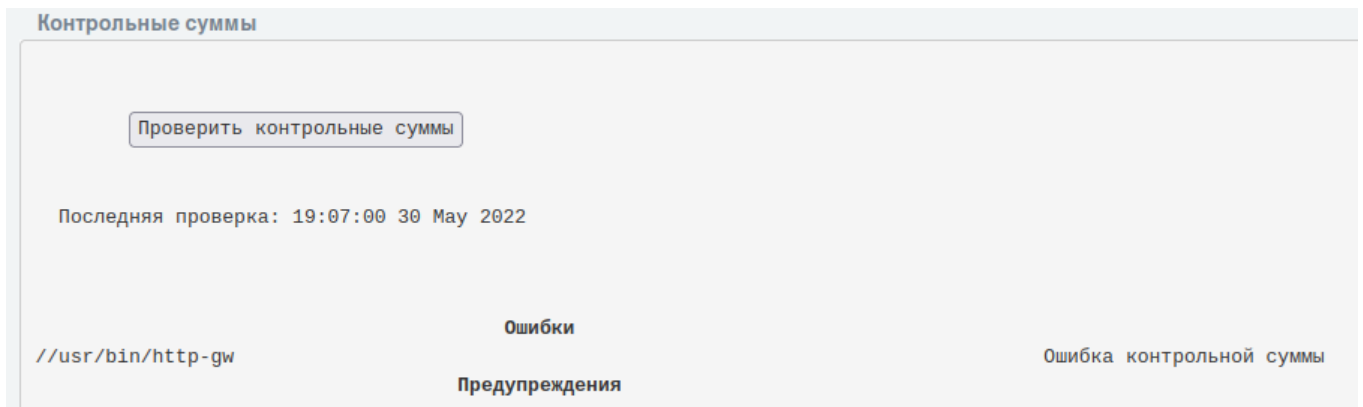 Контрольные суммы
Проверить контрольные суммы
Последняя проверка: 19:07:00 30 May 2022
Ошибки
//usr/bin/http-gw Ошибка контрольной суммы
Предупреждения